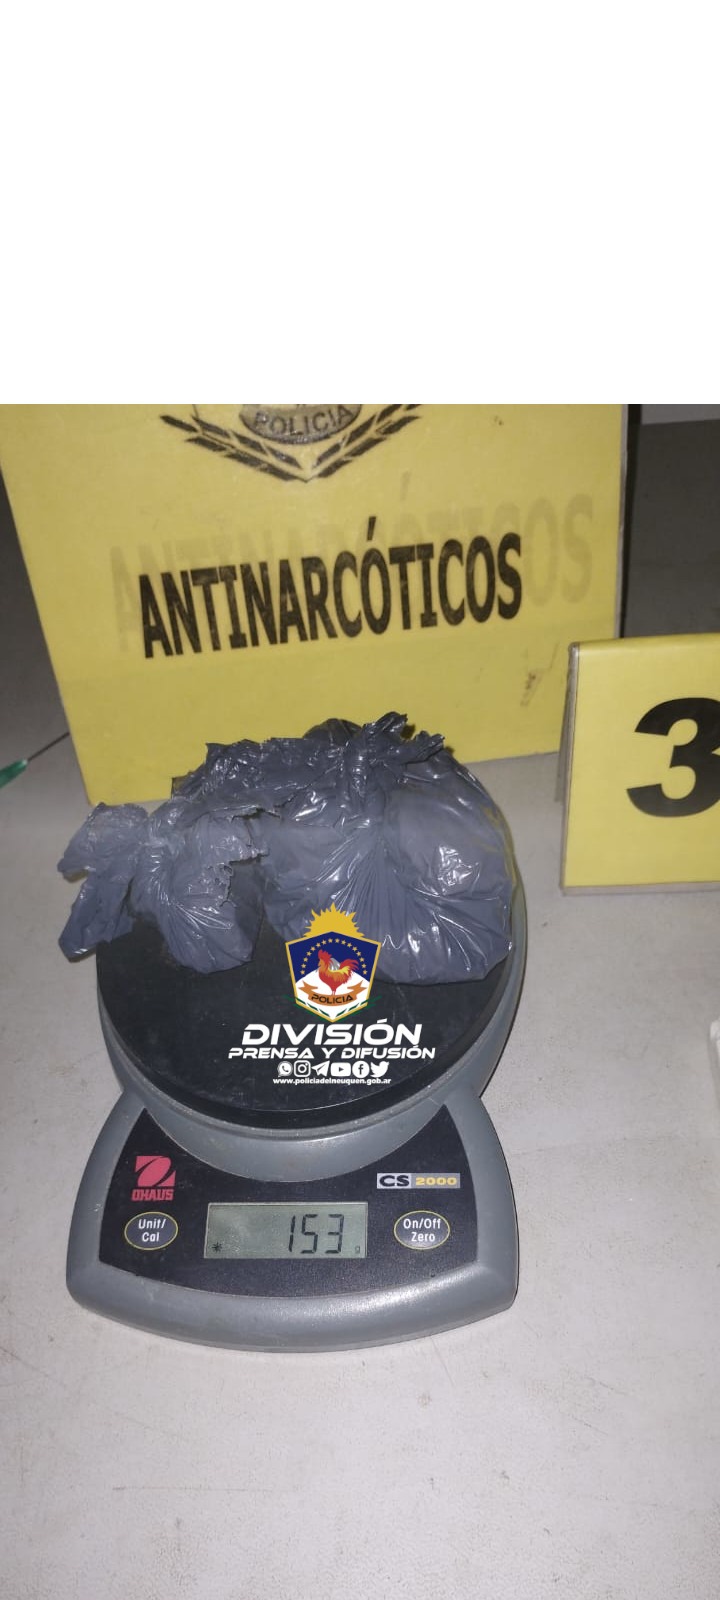 POLICIA
ANTINARCÓTICOS
3
POLICIA
DIVISIÓN
PRENSA Y DIFUSIÓN
www.policiadelneuquen.gob.ar
OHAUS
CS 2000
Unit/
Cal
153 g
On/Off
Zero